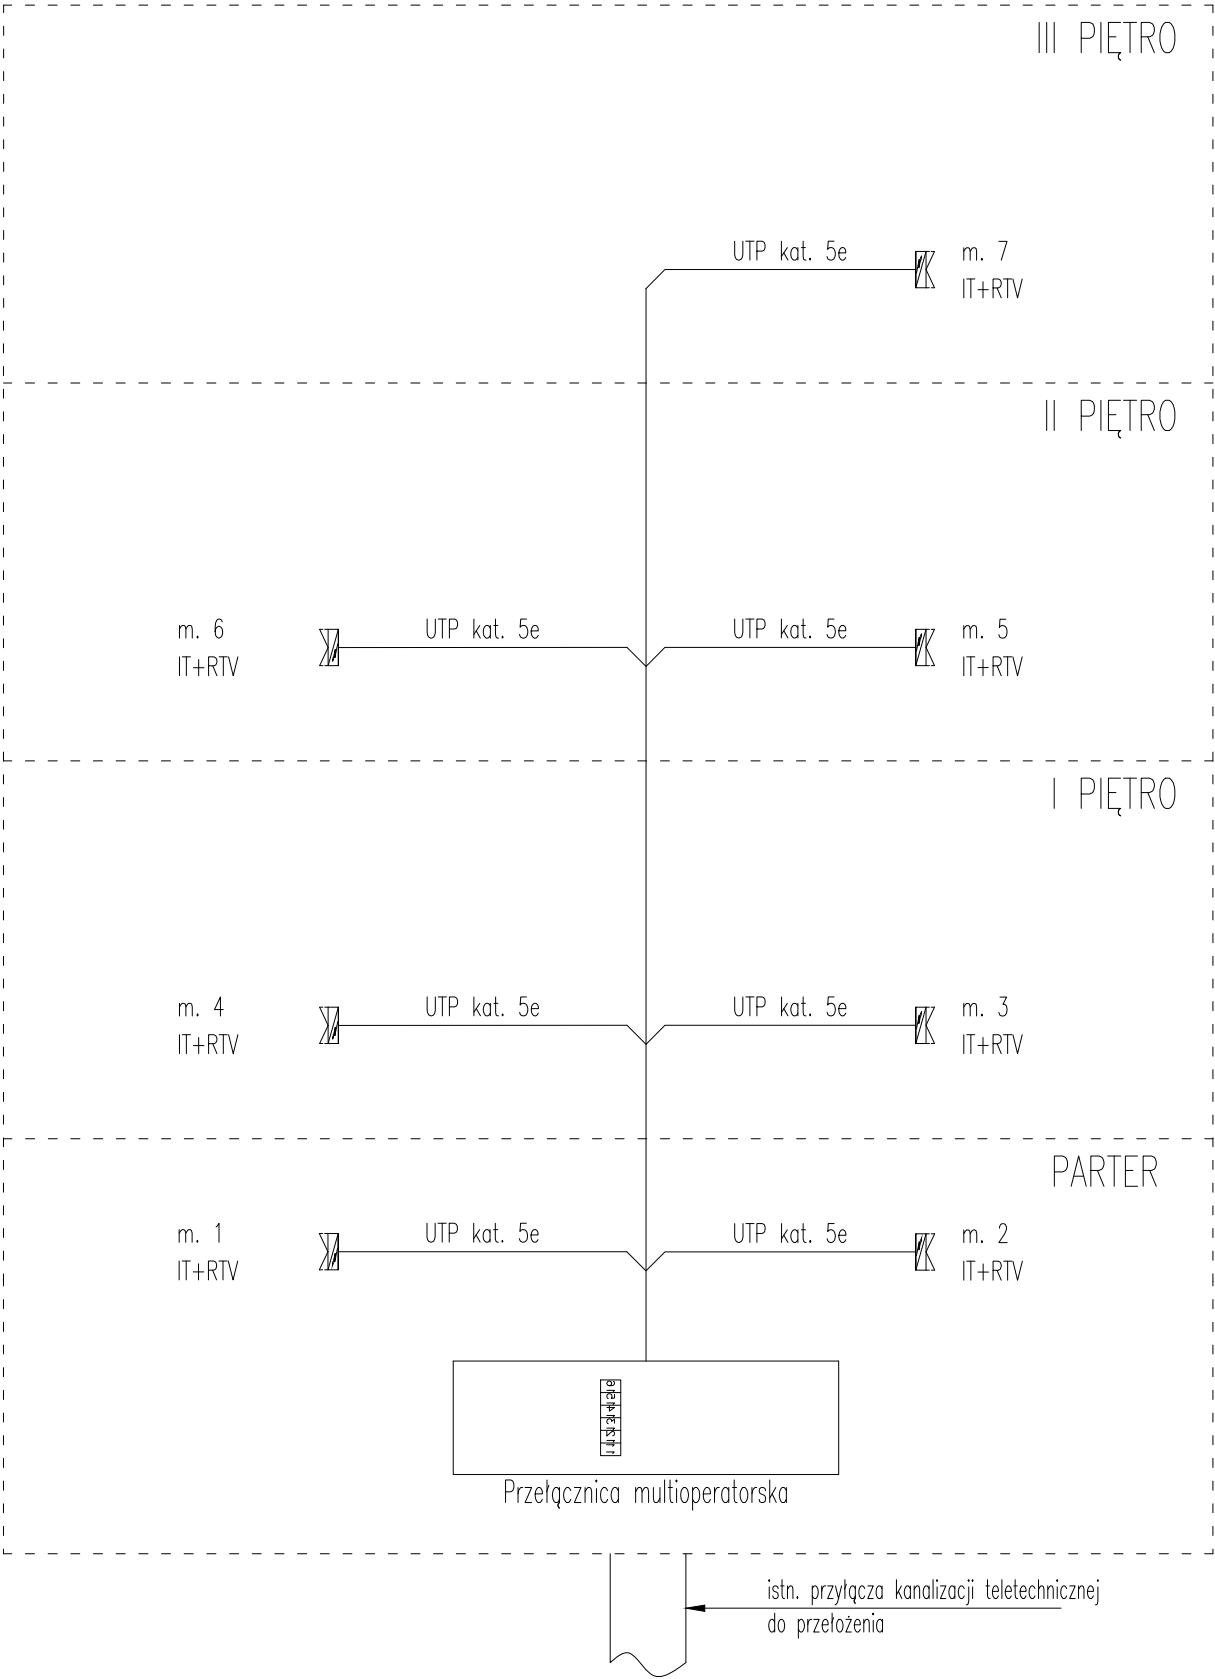 III PIĘTRO
UTP kat. 5e
m. 7
IT+RTV
II PIĘTRO
m. 6
IT+RTV
UTP kat. 5e
UTP kat. 5e
m. 5
IT+RTV
I PIĘTRO
m. 4
IT+RTV
UTP kat. 5e
UTP kat. 5e
m. 3
IT+RTV
PARTER
m. 1
IT+RTV
UTP kat. 5e
UTP kat. 5e
m. 2
IT+RTV
Przełącznica multioperatorska
istn. przyłącza kanalizacji teletechnicznej
do przełożenia